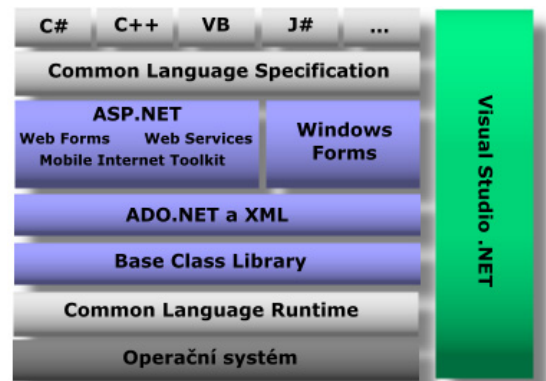 C# C++ VB J# ...
Common Language Specification
ASP.NET
Web Forms Web Services
Mobile Internet Toolkit
Windows
Forms
ADO.NET a XML
Base Class Library
Common Language Runtime
Operační systém
Visual Studio .NET